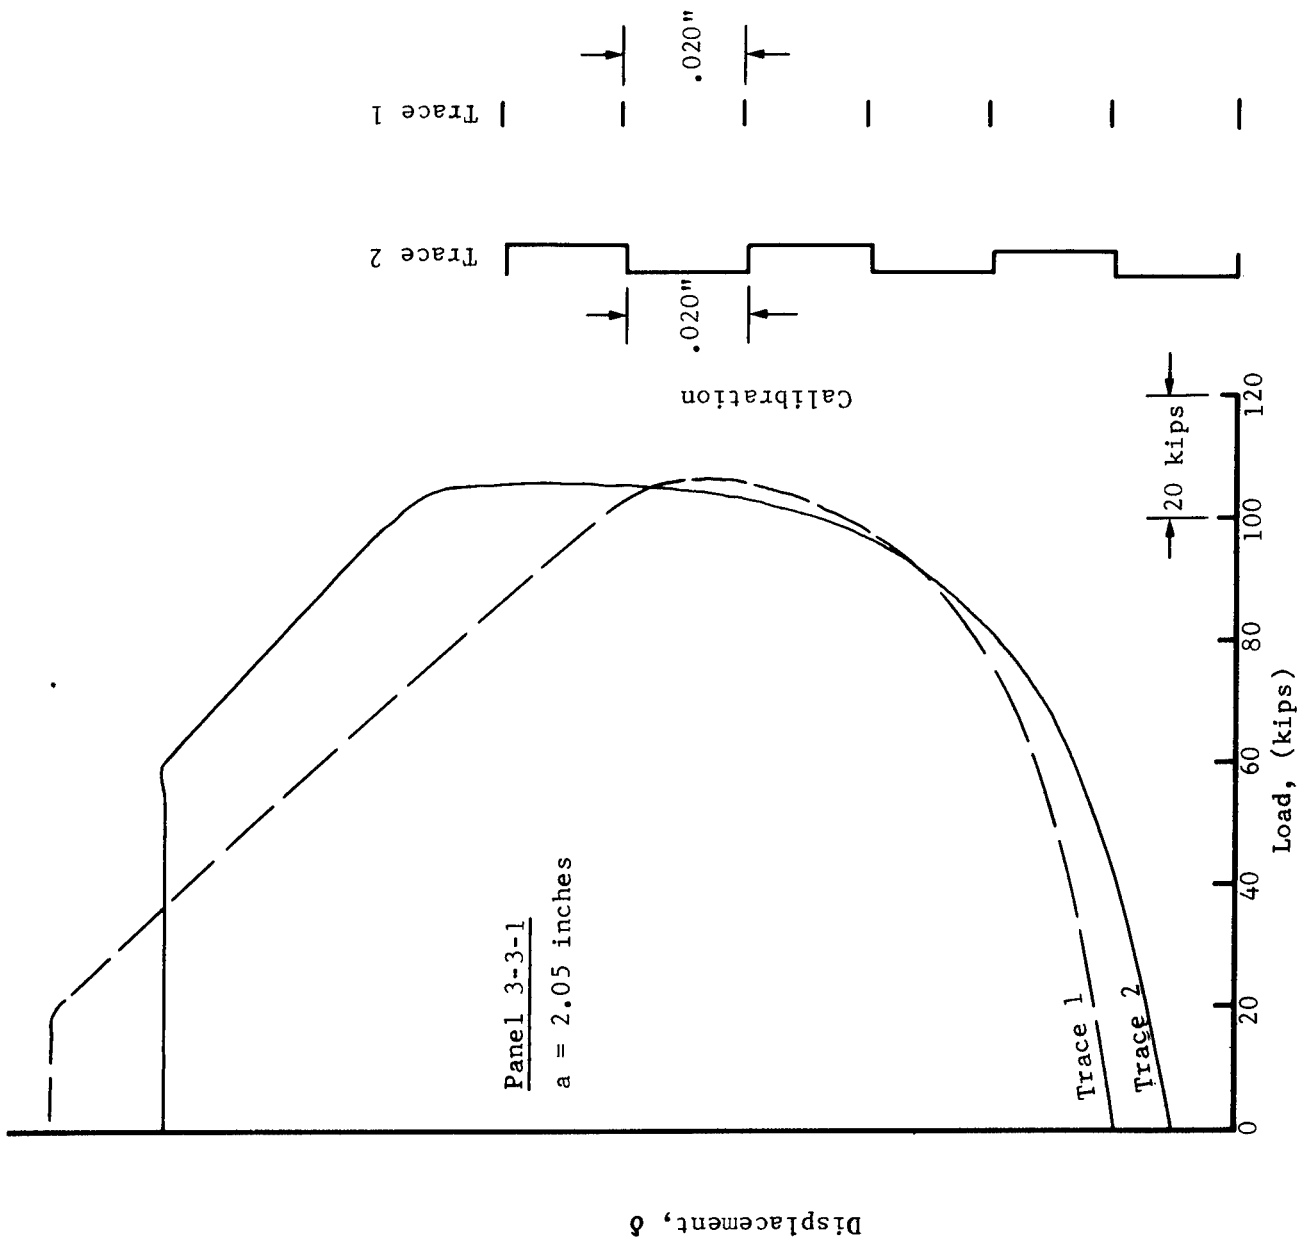 Trace 1
.020"
Trace 2
.020"
Calibration
20 kips
Panel 3-3-1
a = 2.05 inches
Trace 1
Trace 2
0
20
40
60
80
100
120
Load, (kips)
Displacement, δ